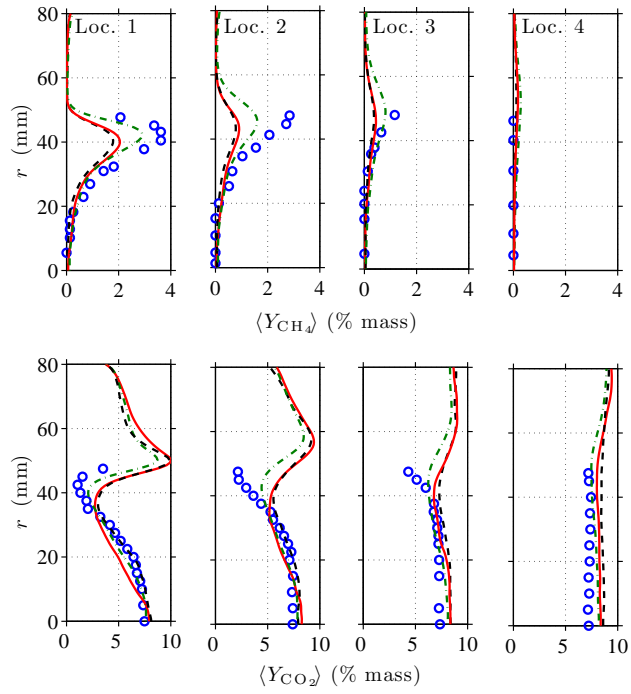 80
Loc. 1
Loc. 2
Loc. 3
Loc. 4
60
r (mm)
40
20
0
0 2 4 0 2 4 0 2 4 0 2 4
⟨Y_CH₄⟩ (% mass)
80
60
r (mm)
40
20
0
0 5 10 0 5 10 0 5 10 0 5 10
⟨Y_CO₂⟩ (% mass)